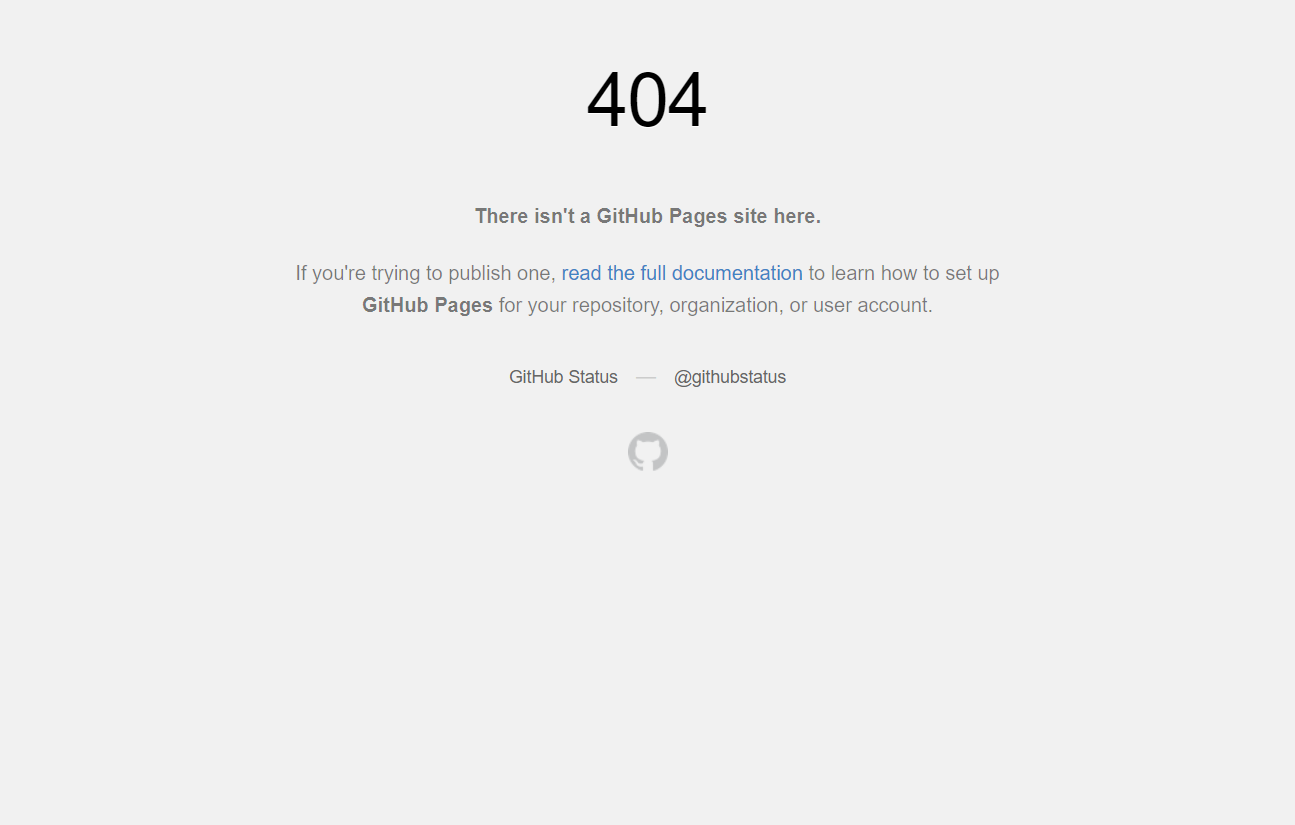 404
There isn't a GitHub Pages site here.
If you're trying to publish one, read the full documentation to learn how to set up
GitHub Pages for your repository, organization, or user account.
GitHub Status — @githubstatus